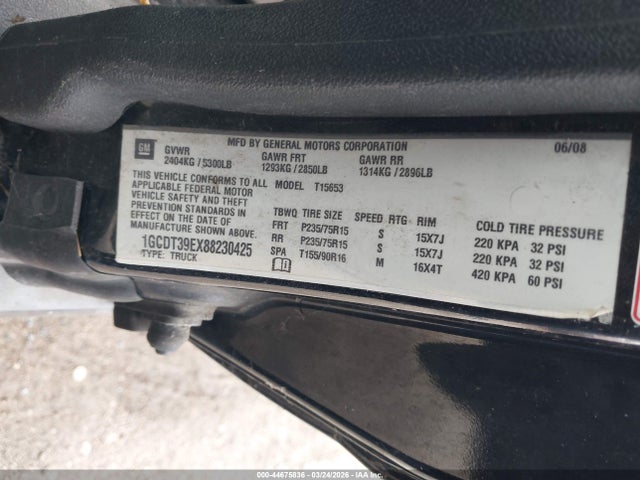 GM
MFD BY GENERAL MOTORS CORPORATION 06/08
GVWR GAWR FRT GAWR RR
2404KG / 5300LB 1293KG / 2850LB 1314KG / 2896LB
THIS VEHICLE CONFORMS TO ALL MODEL T15653
APPLICABLE FEDERAL MOTOR
VEHICLE SAFETY AND THEFT
PREVENTION STANDARDS IN
EFFECT ON THE DATE OF
MANUFACTURE SHOWN ABOVE.
1GCDT39EX88230425
TYPE: TRUCK
TBWQ TIRE SIZE SPEED RTG RIM COLD TIRE PRESSURE
FRT P235/75R15 S 15X7J 220 KPA 32 PSI
RR P235/75R15 S 15X7J 220 KPA 32 PSI
SPA T155/90R16 M 16X4T 420 KPA 60 PSI
000-44675836 - 03/24/2026 - IAAHOLDINGS, LLC